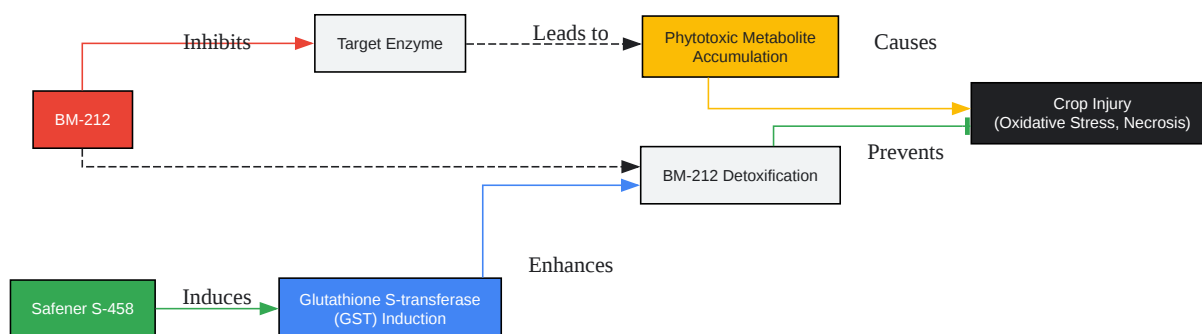 Inhibits
Target Enzyme
Leads to
Phytotoxic Metabolite
Accumulation
Causes
BM-212
Crop Injury
(Oxidative Stress, Necrosis)
Prevents
BM-212 Detoxification
Enhances
Safener S-458
Induces
Glutathione S-transferase
(GST) Induction